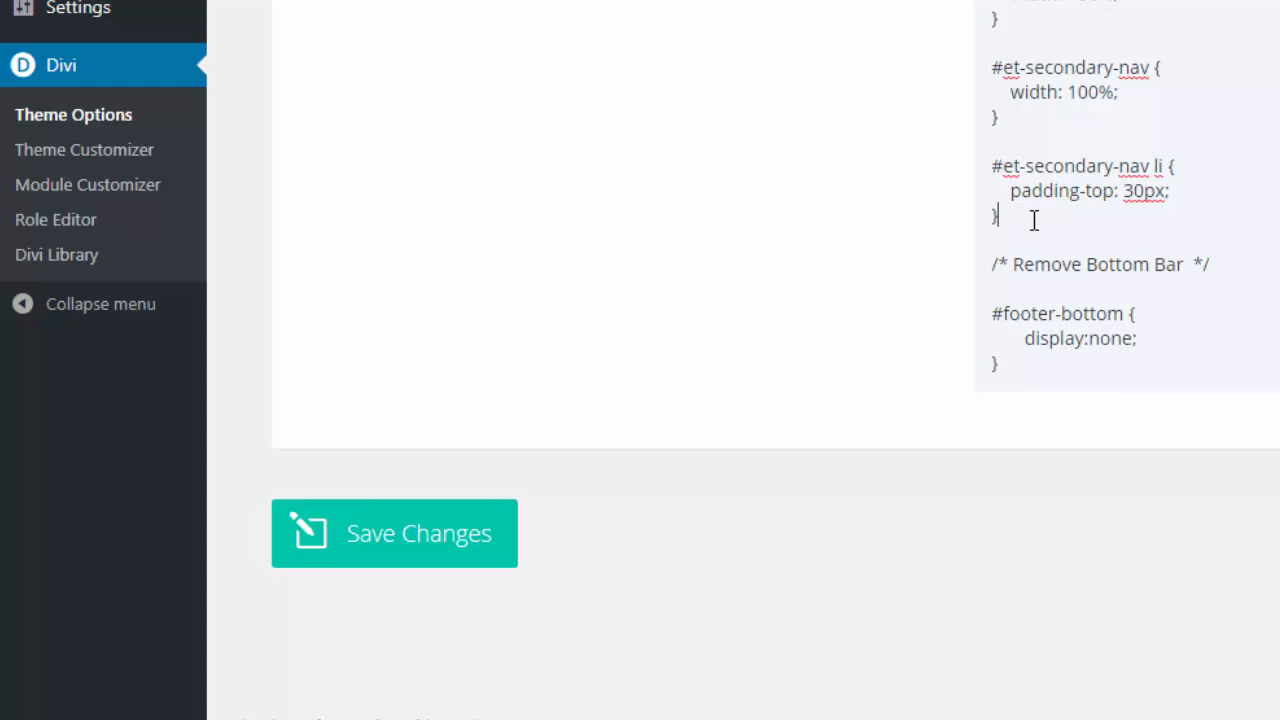 Settings
Divi
Theme Options
Theme Customizer
Module Customizer
Role Editor
Divi Library
Collapse menu
}
#et-secondary-nav {
width: 100%;
}
#et-secondary-nav li {
padding-top: 30px;
}
/* Remove Bottom Bar */
#footer-bottom {
display:none;
}
Save Changes